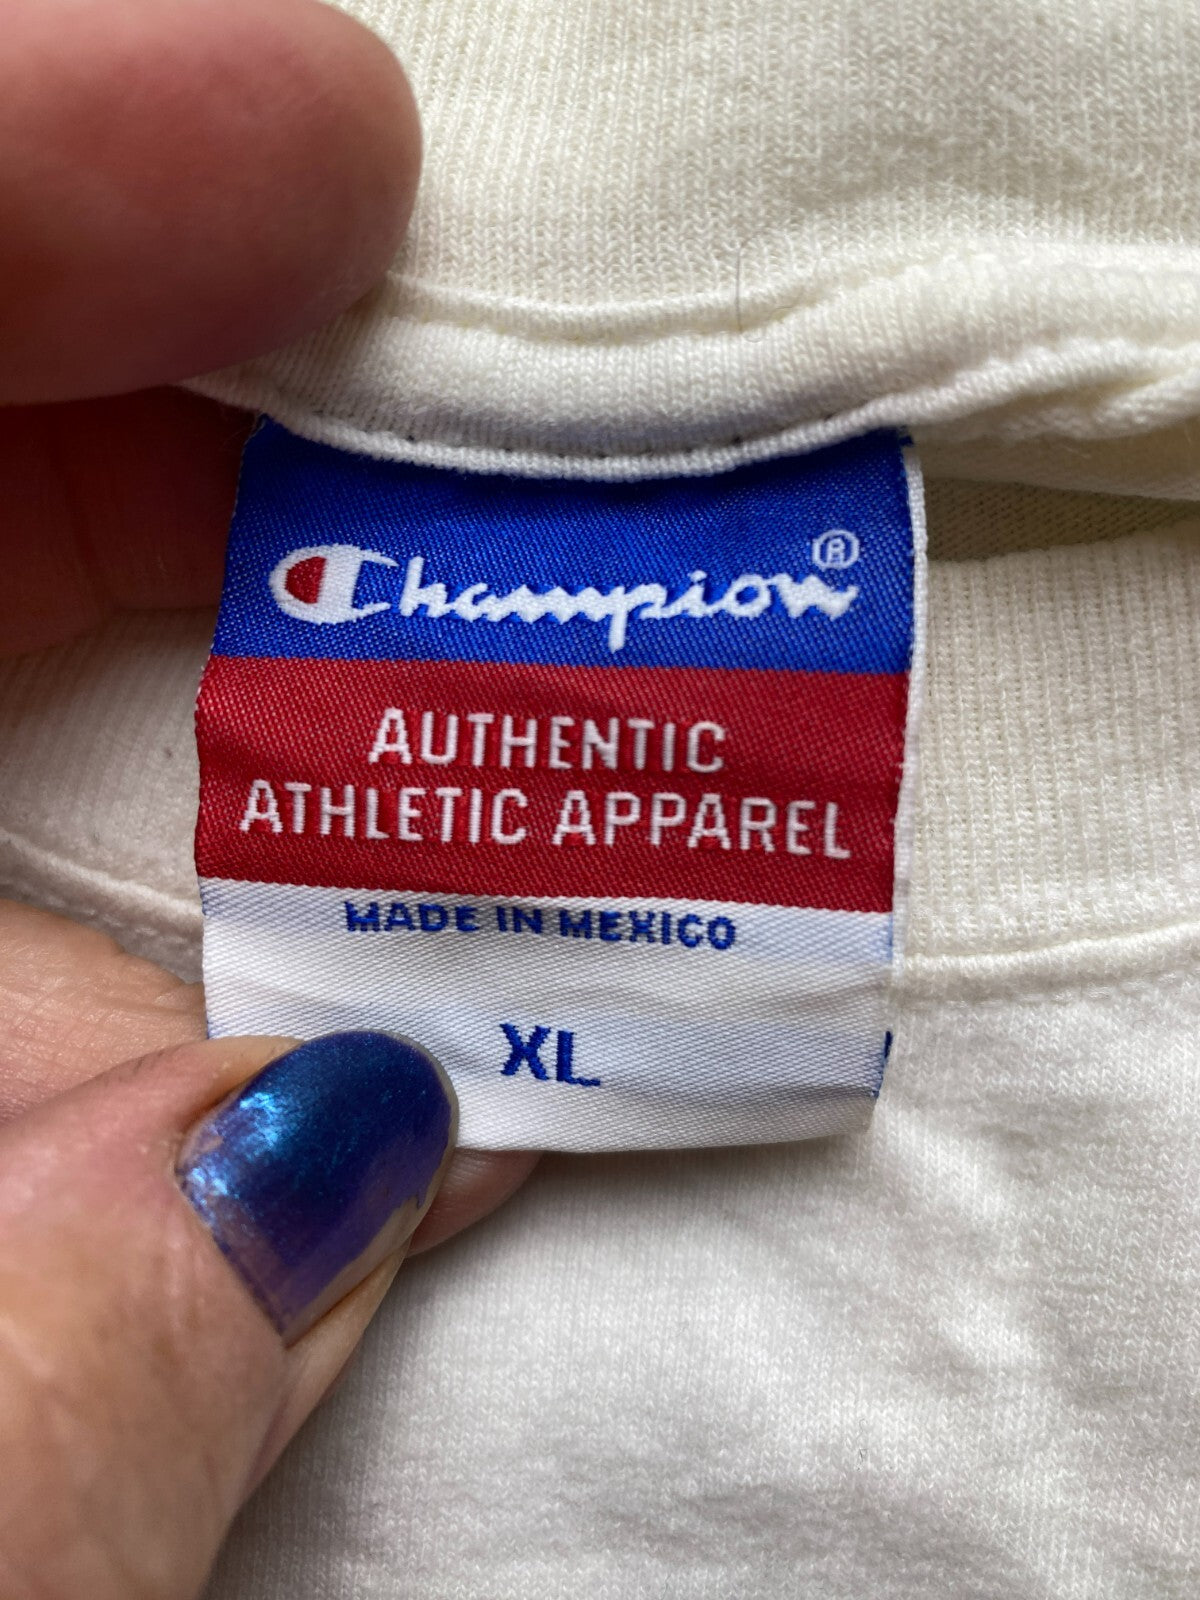 Champion®
AUTHENTIC
ATHLETIC APPAREL
MADE IN MEXICO
XL